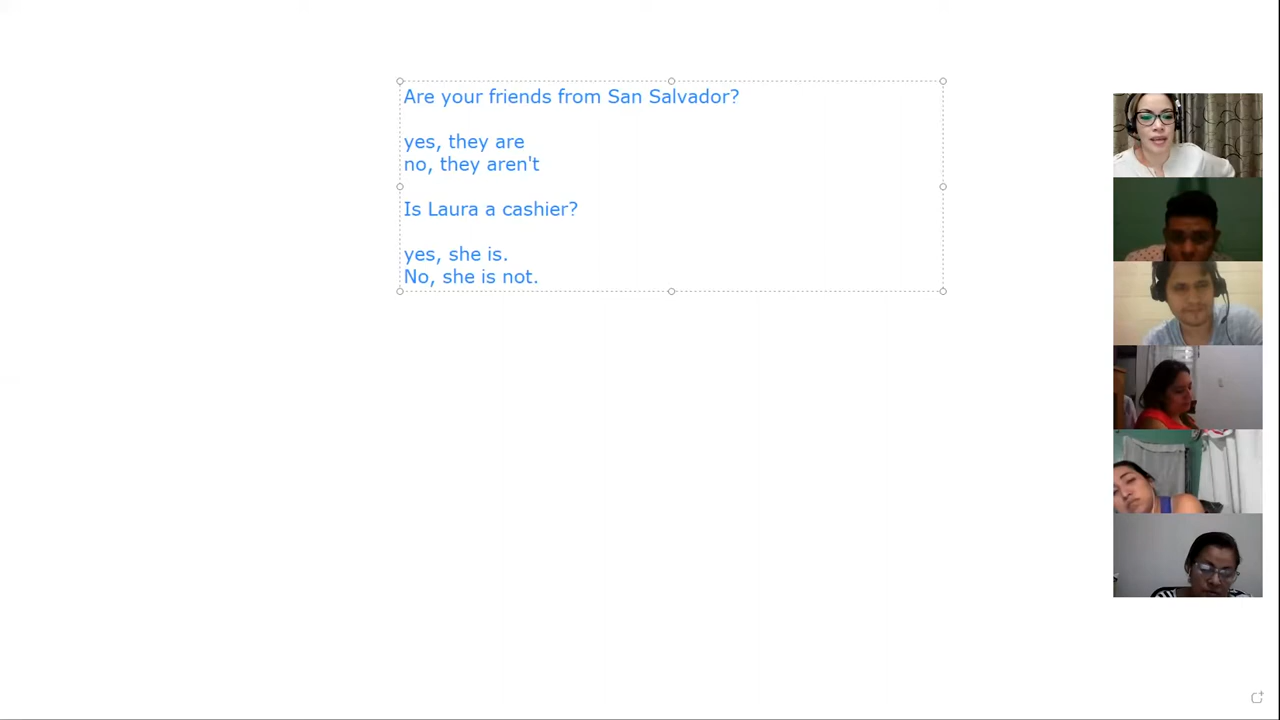 Are your friends from San Salvador?
yes, they are
no, they aren't
Is Laura a cashier?
yes, she is.
No, she is not.